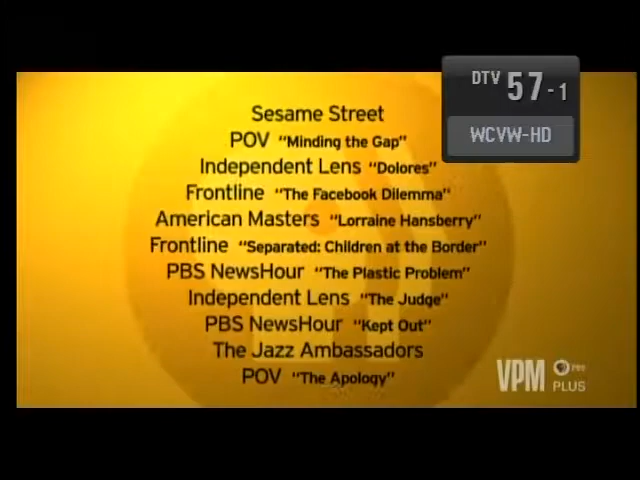 DTV 57-1
WCVW-HD
Sesame Street
POV "Minding the Gap"
Independent Lens "Dolores"
Frontline "The Facebook Dilemma"
American Masters "Lorraine Hansberry"
Frontline "Separated: Children at the Border"
PBS NewsHour "The Plastic Problem"
Independent Lens "The Judge"
PBS NewsHour "Kept Out"
The Jazz Ambassadors
POV "The Apology"
VPM PBS PLUS